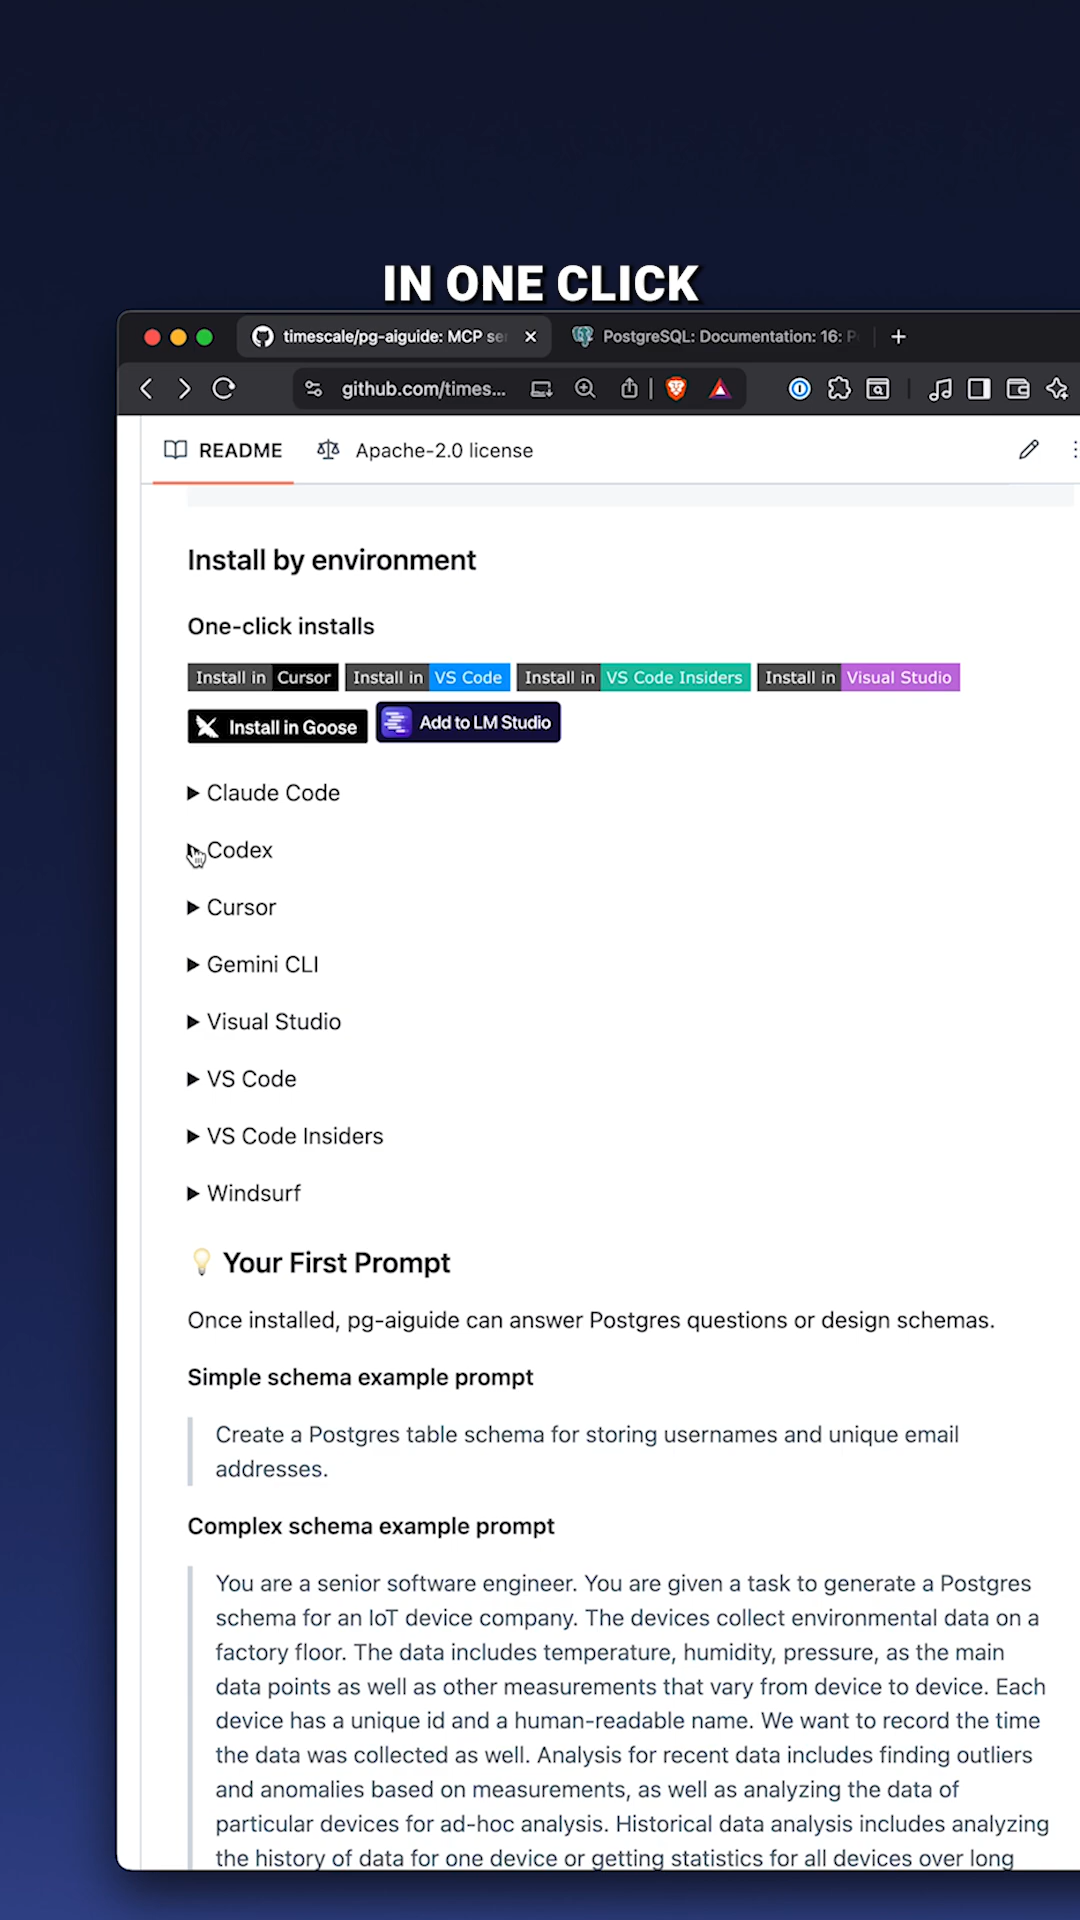 IN ONE CLICK
timescale/pg-aiguide: MCP se
PostgreSQL: Documentation: 16:
github.com/times...
README
Apache-2.0 license
Install by environment
One-click installs
Install in Cursor
Install in VS Code
Install in VS Code Insiders
Install in Visual Studio
Install in Goose
Add to LM Studio
Claude Code
Codex
Cursor
Gemini CLI
Visual Studio
VS Code
VS Code Insiders
Windsurf
Your First Prompt
Once installed, pg-aiguide can answer Postgres questions or design schemas.
Simple schema example prompt
Create a Postgres table schema for storing usernames and unique email
addresses.
Complex schema example prompt
You are a senior software engineer. You are given a task to generate a Postgres
schema for an IoT device company. The devices collect environmental data on a
factory floor. The data includes temperature, humidity, pressure, as the main
data points as well as other measurements that vary from device to device. Each
device has a unique id and a human-readable name. We want to record the time
the data was collected as well. Analysis for recent data includes finding outliers
and anomalies based on measurements, as well as analyzing the data of
particular devices for ad-hoc analysis. Historical data analysis includes analyzing
the history of data for one device or getting statistics for all devices over long